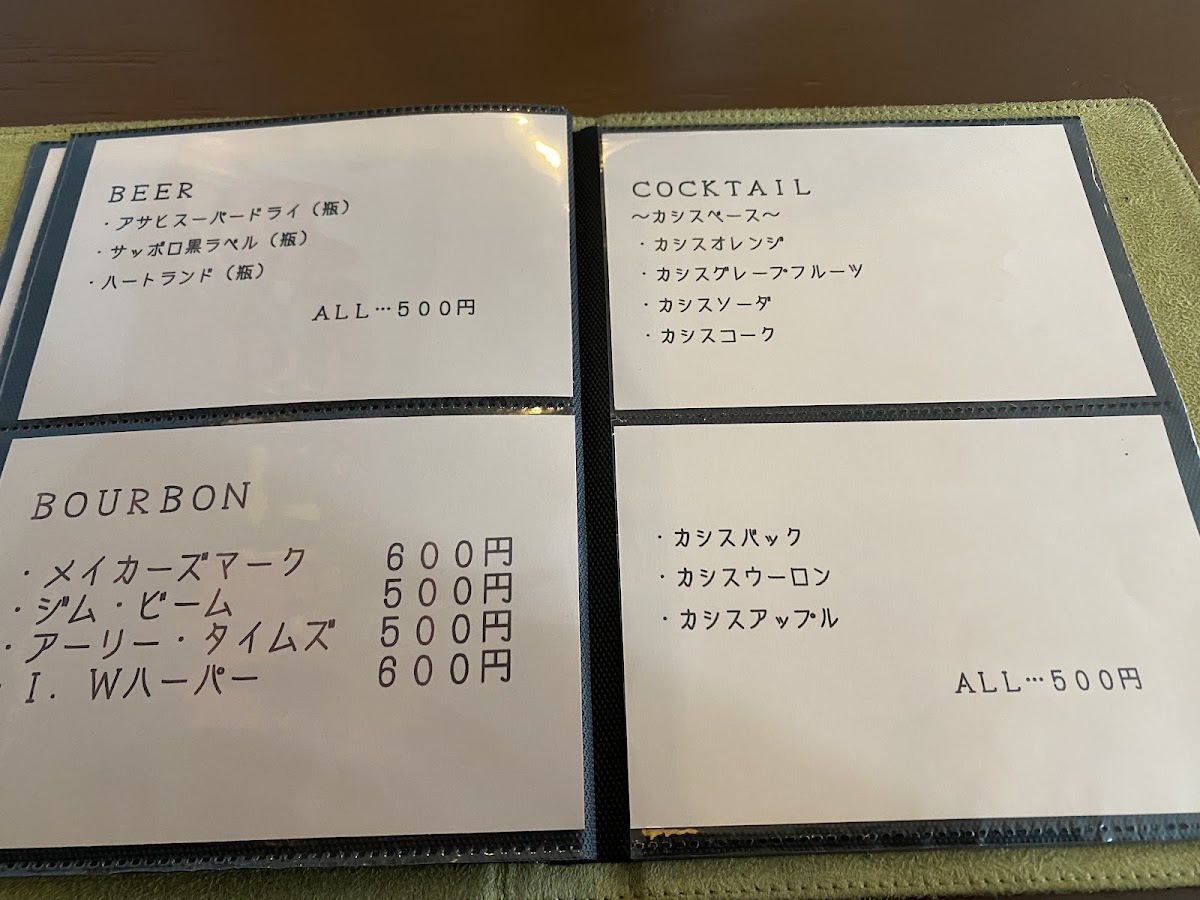 BEER
・アサヒスーパードライ（瓶）
・サッポロ黒ラベル（瓶）
・ハートランド（瓶）
ALL…500円
BOURBON
・メイカーズマーク 600円
・ジム・ビーム 500円
・アーリー・タイムズ 500円
・I．Wハーパー 600円
COCKTAIL
～カシスベース～
・カシスオレンジ
・カシスグレープフルーツ
・カシスソーダ
・カシスコーク
・カシスバック
・カシスウーロン
・カシスアップル
ALL…500円